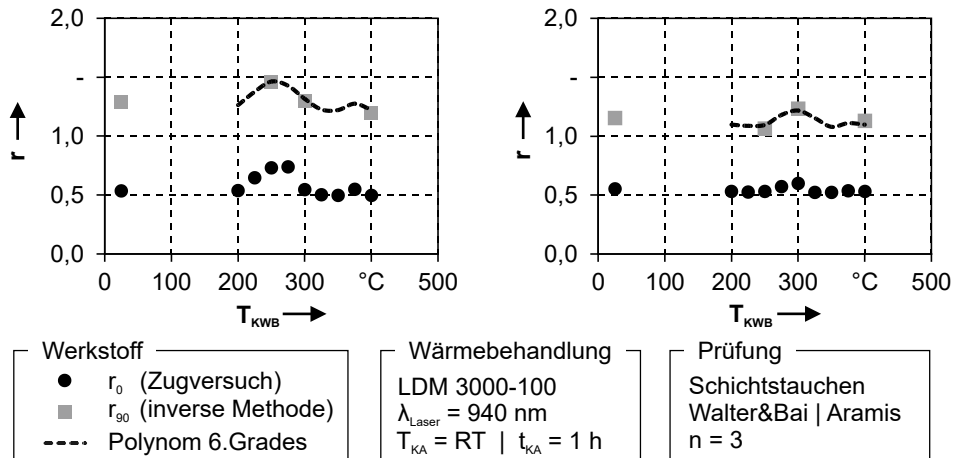 2,0
-
1,0
0,5
0,0
r
0 100 200 300 °C 500
T_KWB
2,0
-
1,0
0,5
0,0
r
0 100 200 300 °C 500
T_KWB
Werkstoff
r_0 (Zugversuch)
r_90 (inverse Methode)
Polynom 6.Grades
Wärmebehandlung
LDM 3000-100
λ_Laser = 940 nm
T_KA = RT | t_KA = 1 h
Prüfung
Schichtstauchen
Walter&Bai | Aramis
n = 3